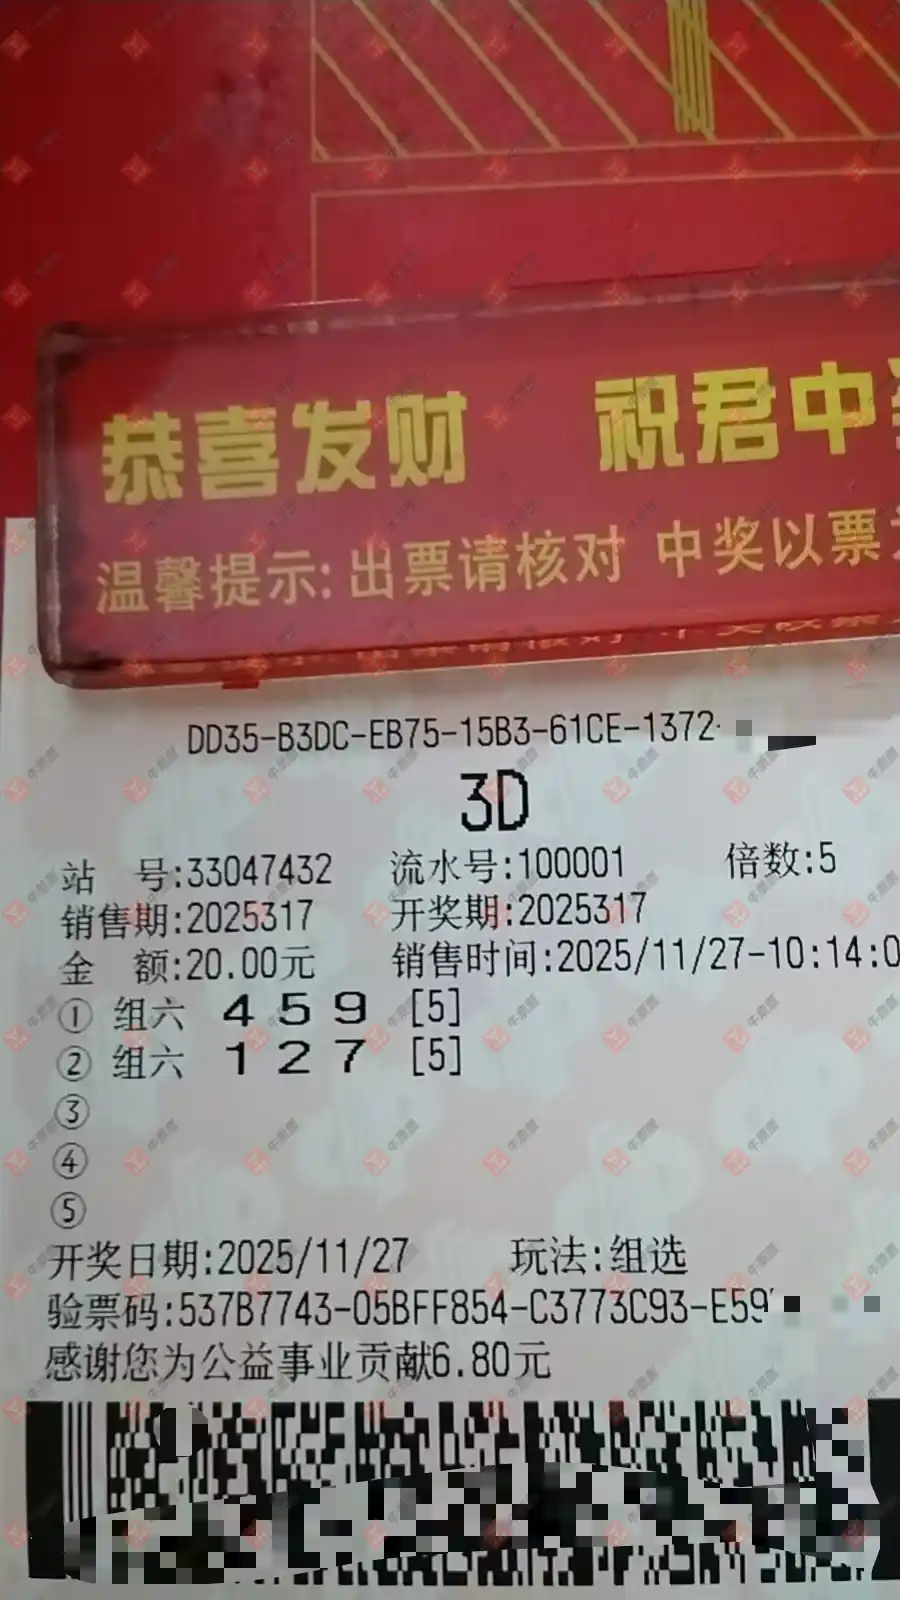 恭喜发财 祝君中
温馨提示:出票请核对 中奖以票
DD35-B3DC-EB75-15B3-61CE-1372-
3D
站 号:33047432 流水号:100001 倍数:5
销售期:2025317 开奖期:2025317
金 额:20.00元 销售时间:2025/11/27-10:14:0
① 组六 4 5 9 [5]
② 组六 1 2 7 [5]
③
④
⑤
开奖日期:2025/11/27 玩法:组选
验票码:537B7743-05BFF854-C3773C93-E59
感谢您为公益事业贡献6.80元